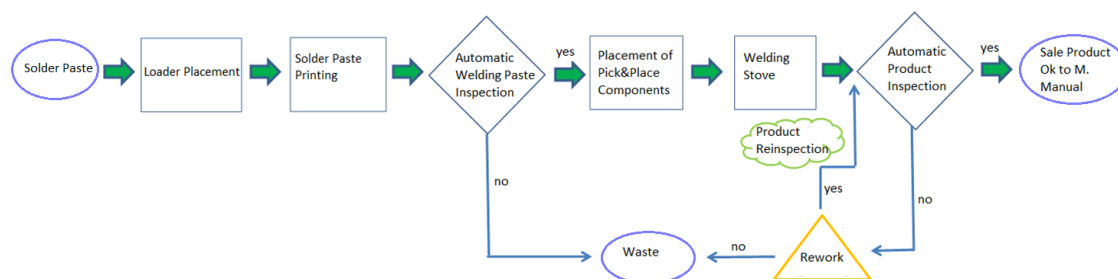 Solder Paste
Loader Placement
Solder Paste
Printing
Automatic
Welding Paste
Inspection
yes
Placement of
Pick&Place
Components
Welding
Stove
Automatic
Product
Inspection
yes
Sale Product
Ok to M.
Manual
Product
Reinspection
no
yes
no
Waste
no
Rework